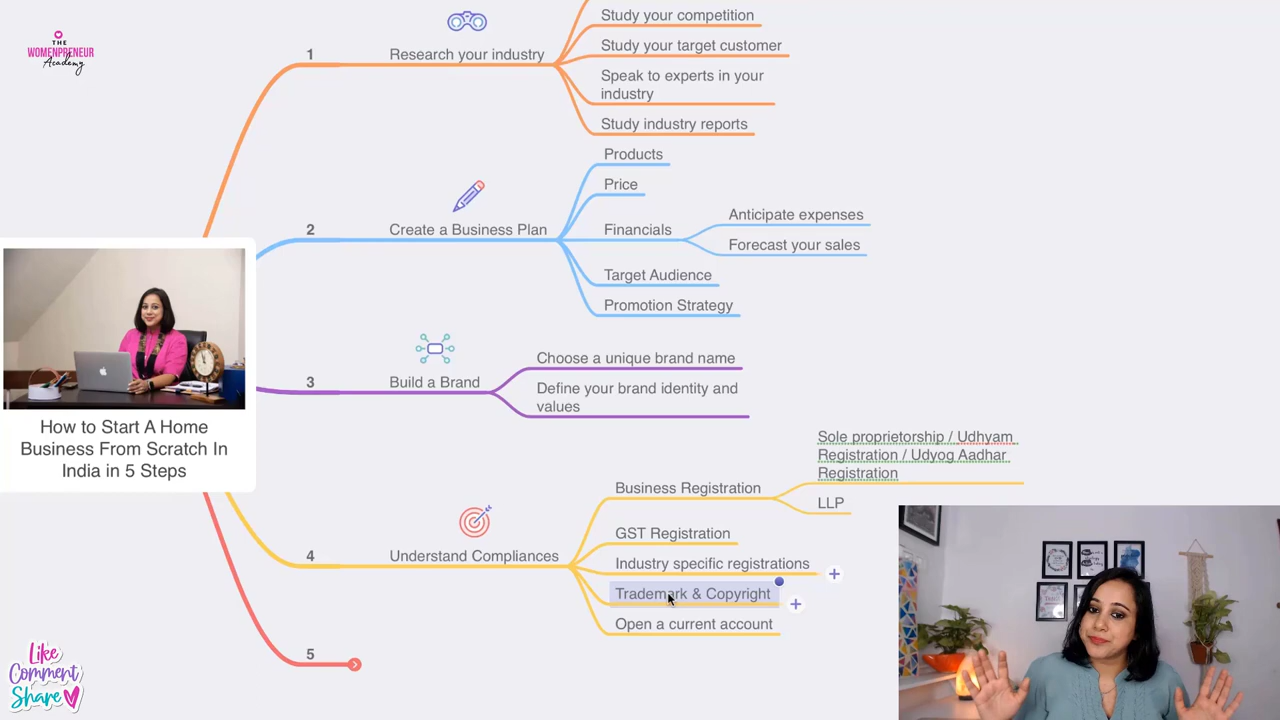 THE
WOMENPRENEUR
Academy
1
Research your industry
Study your competition
Study your target customer
Speak to experts in your
industry
Study industry reports
2
Create a Business Plan
Products
Price
Financials
Anticipate expenses
Forecast your sales
Target Audience
Promotion Strategy
3
Build a Brand
Choose a unique brand name
Define your brand identity and
values
How to Start A Home
Business From Scratch In
India in 5 Steps
4
Understand Compliances
Business Registration
Sole proprietorship / Udhyam
Registration / Udyog Aadhar
Registration
LLP
GST Registration
Industry specific registrations
Trademark & Copyright
Open a current account
5
Like
Comment
Share